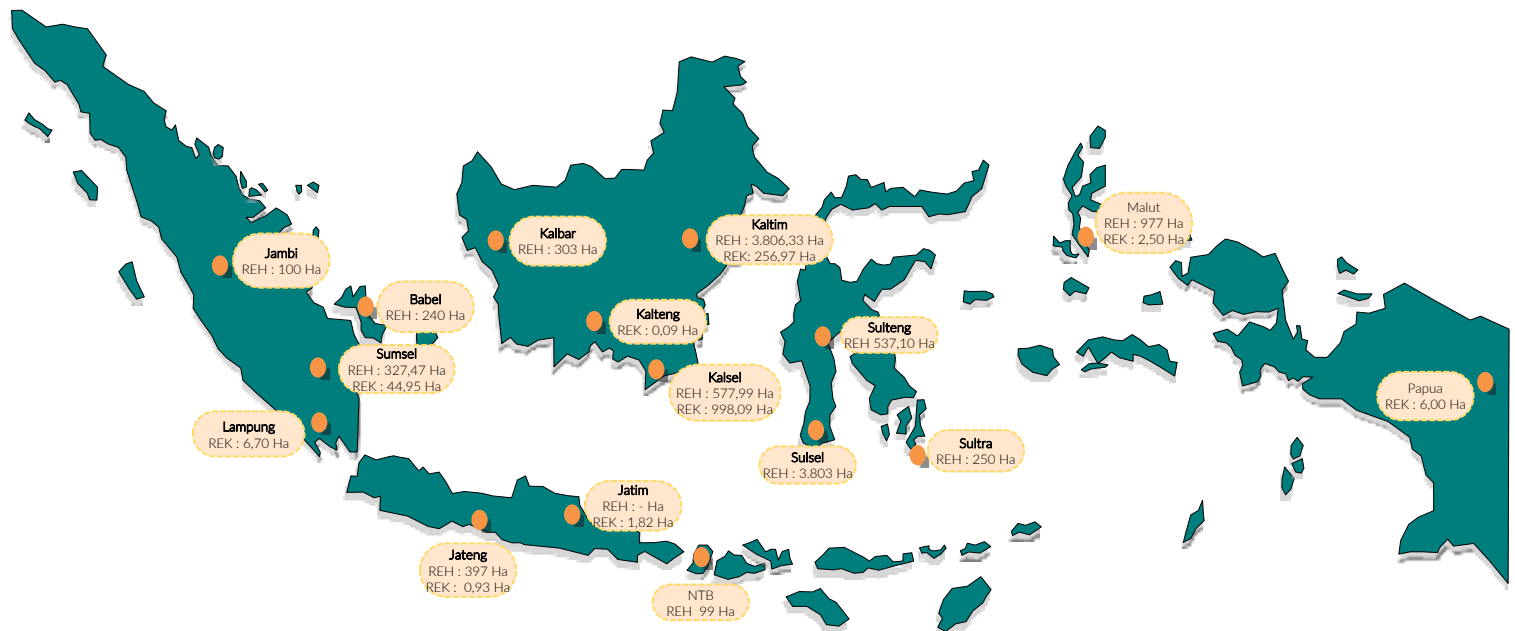 Malut
REH : 977 Ha
REK : 2,50 Ha
Kalbar
REH : 303 Ha
Kaltim
REH : 3.806,33 Ha
REK: 256,97 Ha
Jambi
REH : 100 Ha
Babel
REH : 240 Ha
Kalteng
REK : 0,09 Ha
Sulteng
REH 537,10 Ha
Sumsel
REH : 327,47 Ha
REK : 44,95 Ha
Kalsel
REH : 577,99 Ha
REK : 998,09 Ha
Papua
REK : 6,00 Ha
Lampung
REK : 6,70 Ha
Sulsel
REH : 3.803 Ha
Sultra
REH : 250 Ha
Jatim
REH : - Ha
REK : 1,82 Ha
Jateng
REH : 397 Ha
REK :  0,93 Ha
NTB
REH  99 Ha